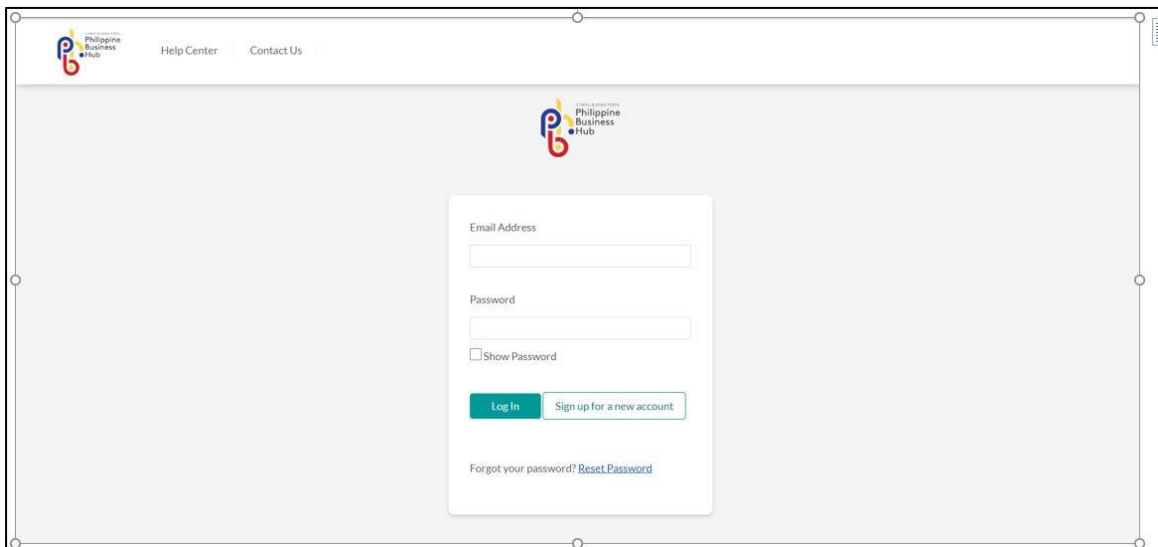 Philippine
Business
Hub
Help Center
Contact Us
Philippine
Business
Hub
Email Address
Password
Show Password
Log In
Sign up for a new account
Forgot your password? Reset Password